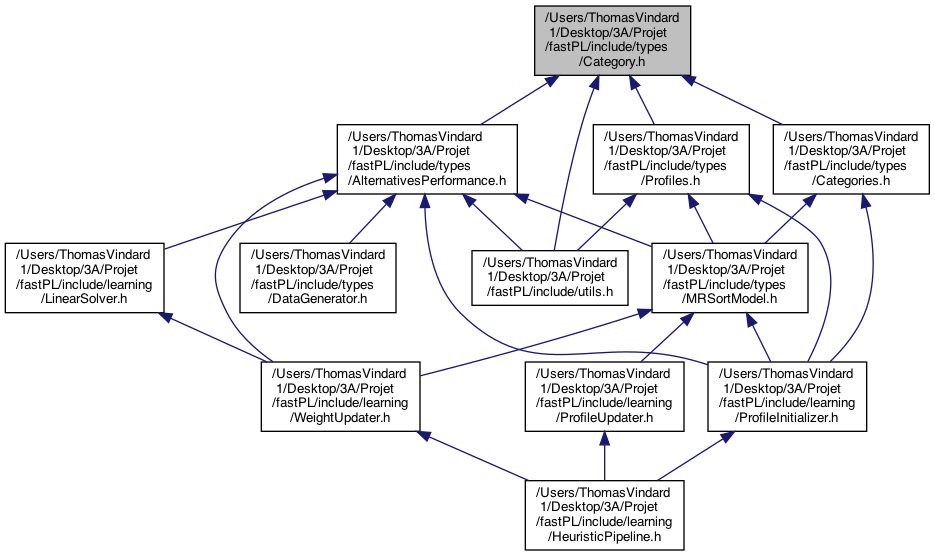 /Users/ThomasVindard
1/Desktop/3A/Projet
/fastPL/include/types
/Category.h
/Users/ThomasVindard
1/Desktop/3A/Projet
/fastPL/include/types
/AlternativesPerformance.h
/Users/ThomasVindard
1/Desktop/3A/Projet
/fastPL/include/types
/Profiles.h
/Users/ThomasVindard
1/Desktop/3A/Projet
/fastPL/include/types
/Categories.h
/Users/ThomasVindard
1/Desktop/3A/Projet
/fastPL/include/learning
/LinearSolver.h
/Users/ThomasVindard
1/Desktop/3A/Projet
/fastPL/include/types
/DataGenerator.h
/Users/ThomasVindard
1/Desktop/3A/Projet
/fastPL/include/utils.h
/Users/ThomasVindard
1/Desktop/3A/Projet
/fastPL/include/types
/MRSortModel.h
/Users/ThomasVindard
1/Desktop/3A/Projet
/fastPL/include/learning
/WeightUpdater.h
/Users/ThomasVindard
1/Desktop/3A/Projet
/fastPL/include/learning
/ProfileUpdater.h
/Users/ThomasVindard
1/Desktop/3A/Projet
/fastPL/include/learning
/ProfileInitializer.h
/Users/ThomasVindard
1/Desktop/3A/Projet
/fastPL/include/learning
/HeuristicPipeline.h